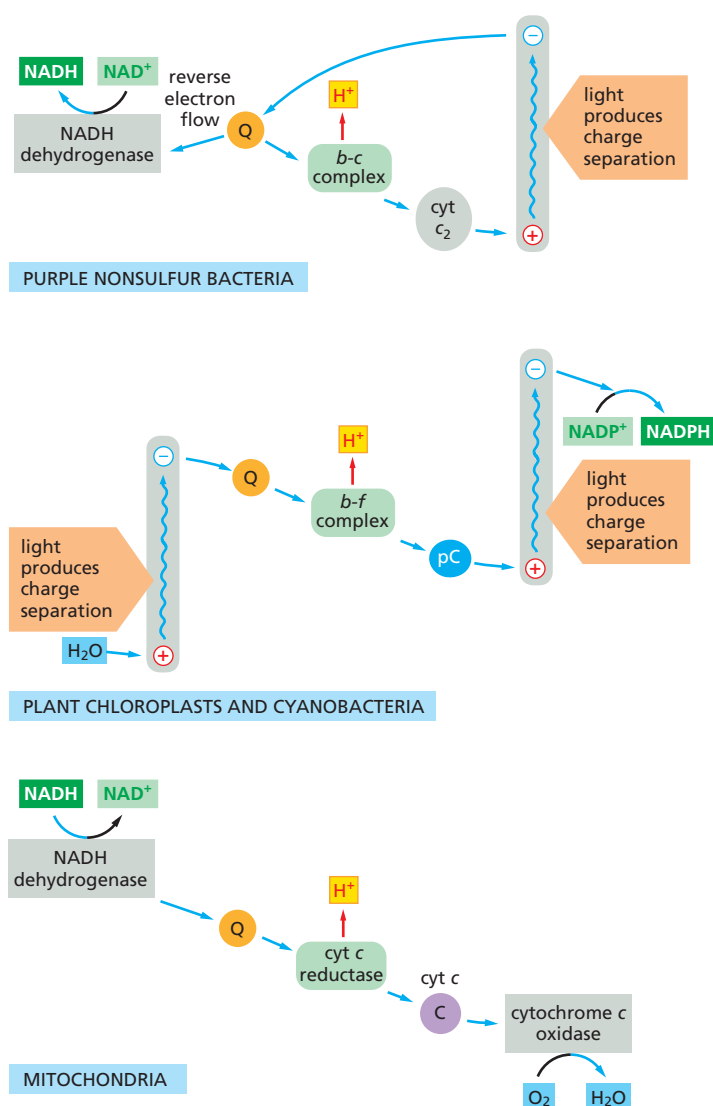 NADH
NAD+
reverse
electron
flow
NADH
dehydrogenase
Q
H+
b-c
complex
cyt
c2
−
+
light
produces
charge
separation
PURPLE NONSULFUR BACTERIA
light
produces
charge
separation
H2O
−
+
Q
H+
b-f
complex
pC
−
+
NADP+
NADPH
light
produces
charge
separation
PLANT CHLOROPLASTS AND CYANOBACTERIA
NADH
NAD+
NADH
dehydrogenase
Q
H+
cyt c
reductase
cyt c
C
cytochrome c
oxidase
O2
H2O
MITOCHONDRIA